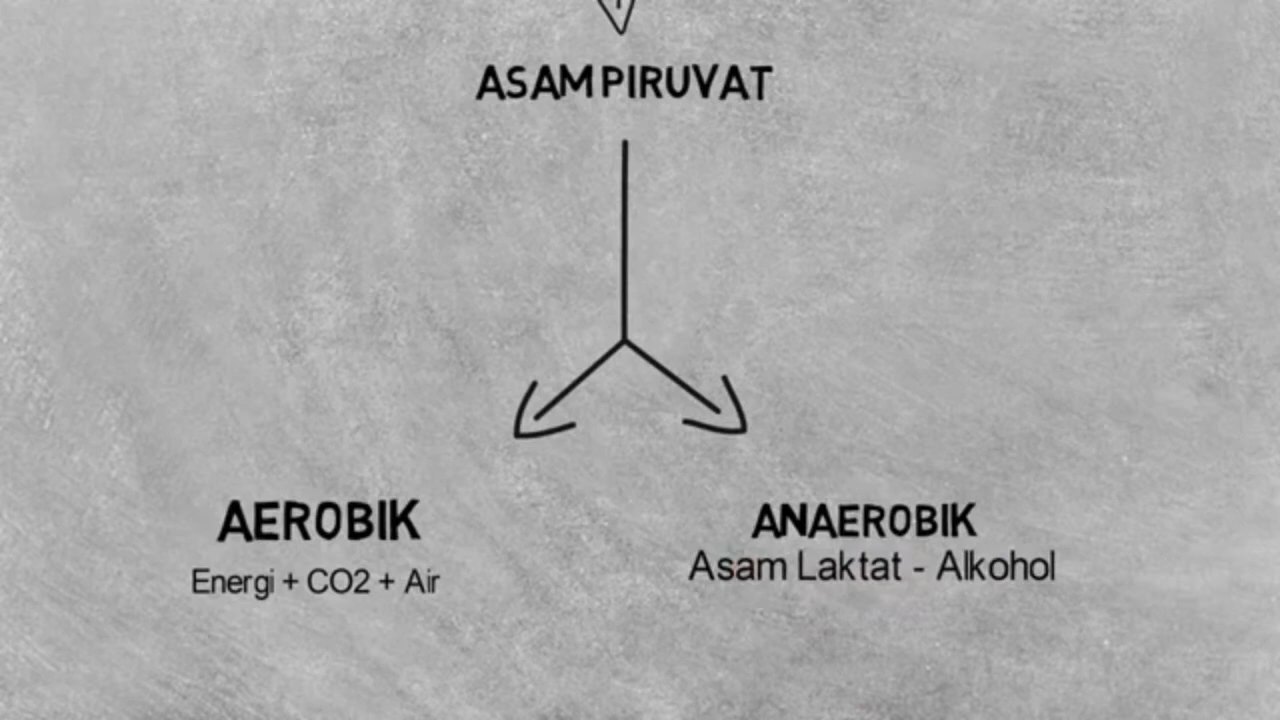 ASAM PIRUVAT
AEROBIK
Energi + CO2 + Air
ANAEROBIK
Asam Laktat - Alkohol